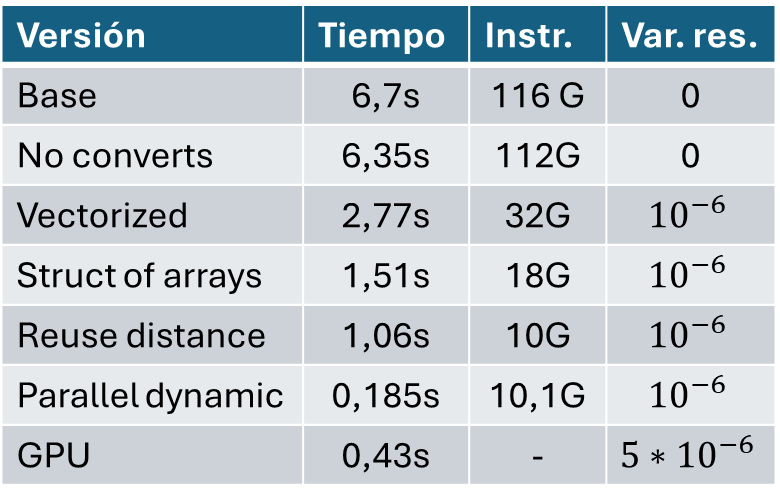 Versión Tiempo Instr. Var. res.
Base 6,7s 116 G 0
No converts 6,35s 112G 0
Vectorized 2,77s 32G 10⁻⁶
Struct of arrays 1,51s 18G 10⁻⁶
Reuse distance 1,06s 10G 10⁻⁶
Parallel dynamic 0,185s 10,1G 10⁻⁶
GPU 0,43s - 5 * 10⁻⁶